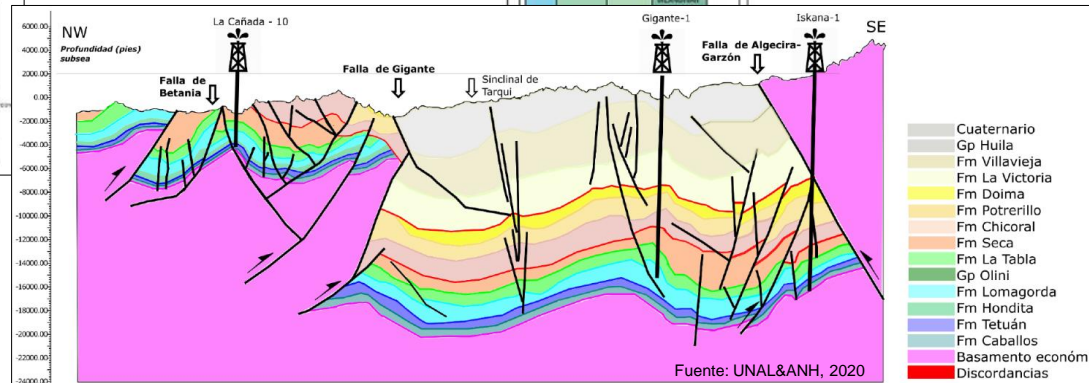 La Cañada - 10
Gigante-1
Iskana-1
NW
SE
Profundidad (pies)
subsea
Falla de
Betania
Falla de Gigante
Sinclinal de
Tarqui
Falla de Algecira-
Garzón
6000.00
4000.00
2000.00
0.00
-2000.00
-4000.00
-6000.00
-8000.00
-10000.00
-12000.00
-14000.00
-16000.00
-18000.00
-20000.00
-22000.00
-24000.00
Cuaternario
Gp Huila
Fm Villavieja
Fm La Victoria
Fm Doima
Fm Potrerillo
Fm Chicoral
Fm Seca
Fm La Tabla
Gp Olini
Fm Lomagorda
Fm Hondita
Fm Tetuán
Fm Caballos
Basamento económ
Discordancias
Fuente: UNAL&ANH, 2020